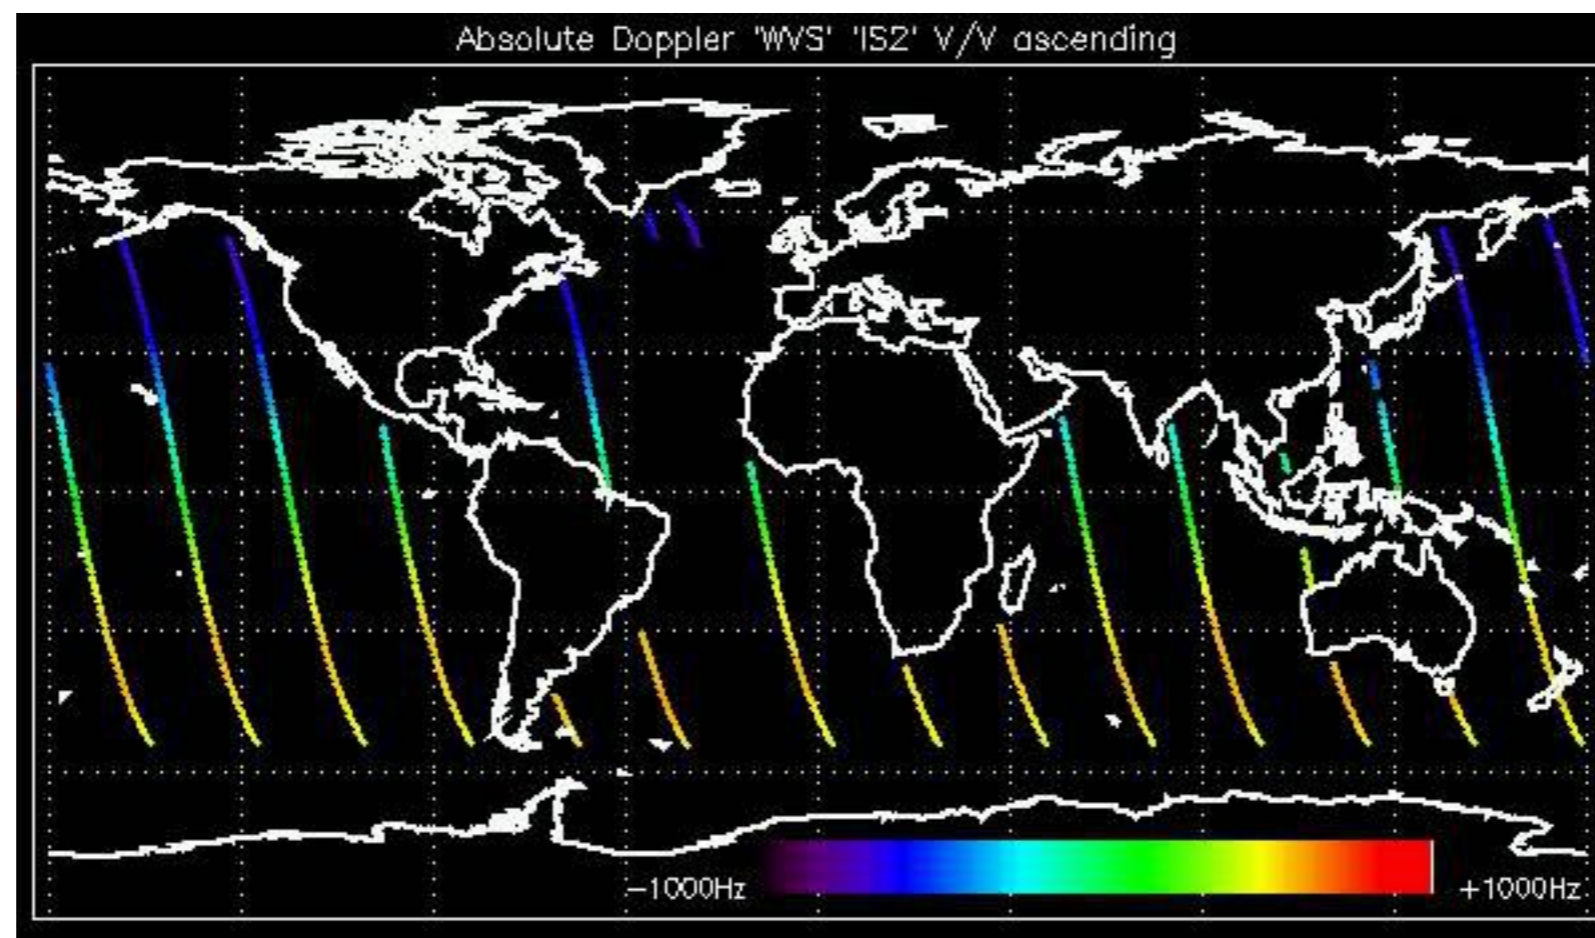 Absolute Doppler 'WVS' 'IS2' V/V ascending
-1000Hz +1000Hz